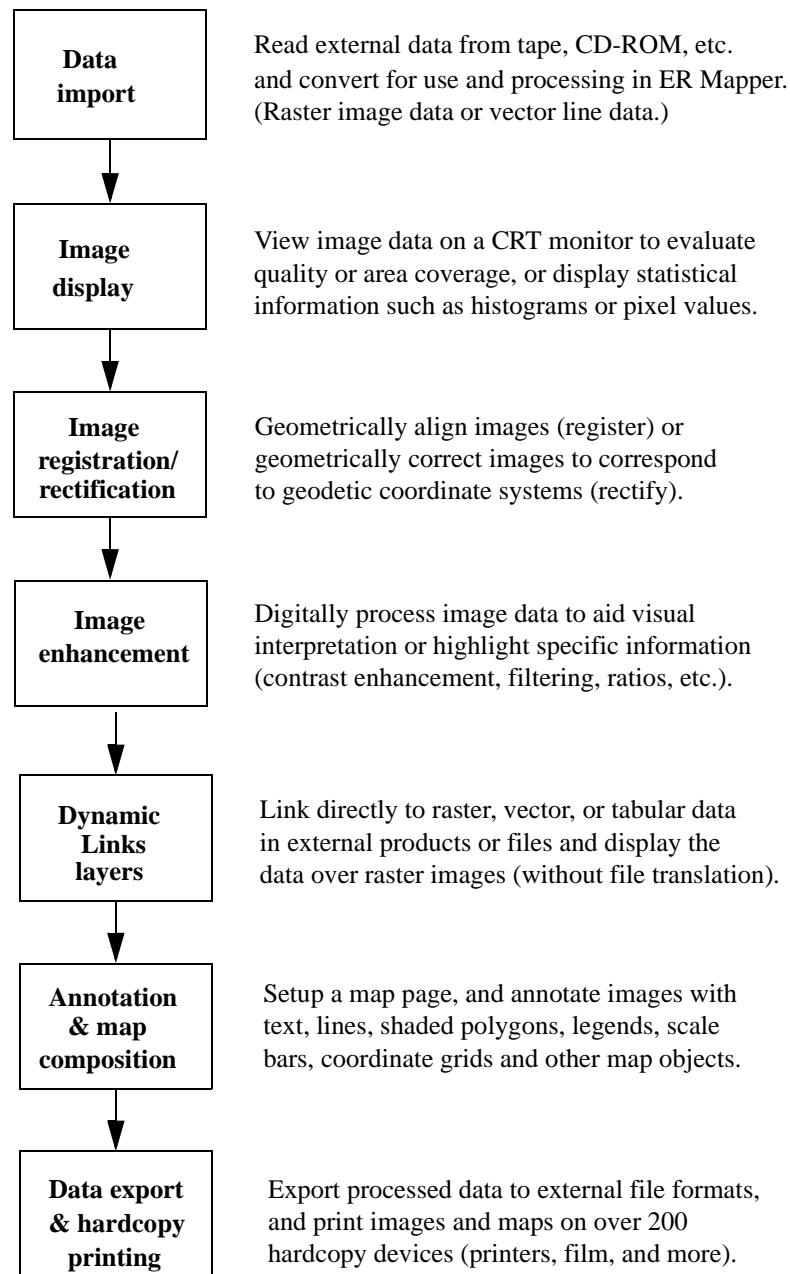 Data
import
Read external data from tape, CD-ROM, etc.
and convert for use and processing in ER Mapper.
(Raster image data or vector line data.)
Image
display
View image data on a CRT monitor to evaluate
quality or area coverage, or display statistical
information such as histograms or pixel values.
Image
registration/
rectification
Geometrically align images (register) or
geometrically correct images to correspond
to geodetic coordinate systems (rectify).
Image
enhancement
Digitally process image data to aid visual
interpretation or highlight specific information
(contrast enhancement, filtering, ratios, etc.).
Dynamic
Links
layers
Link directly to raster, vector, or tabular data
in external products or files and display the
data over raster images (without file translation).
Annotation
& map
composition
Setup a map page, and annotate images with
text, lines, shaded polygons, legends, scale
bars, coordinate grids and other map objects.
Data export
& hardcopy
printing
Export processed data to external file formats,
and print images and maps on over 200
hardcopy devices (printers, film, and more).